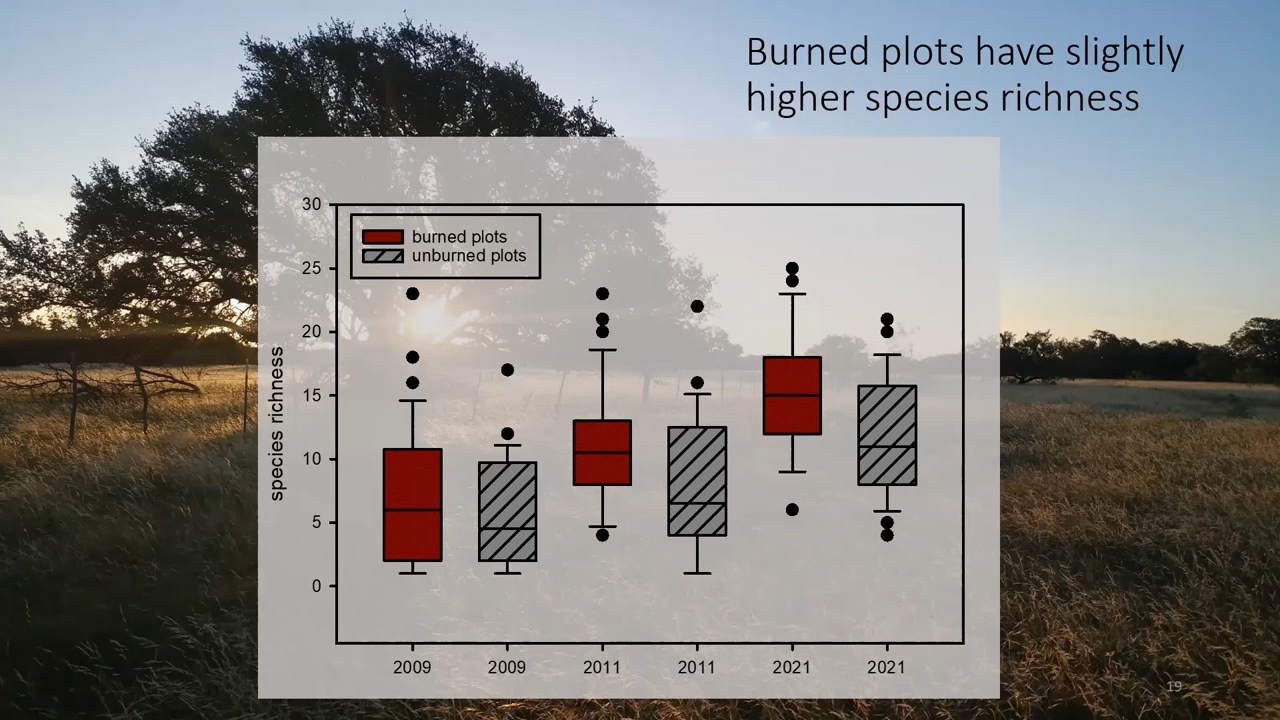 Burned plots have slightly
higher species richness
30
25
20
15
10
5
0
species richness
burned plots
unburned plots
2009 2009 2011 2011 2021 2021
19